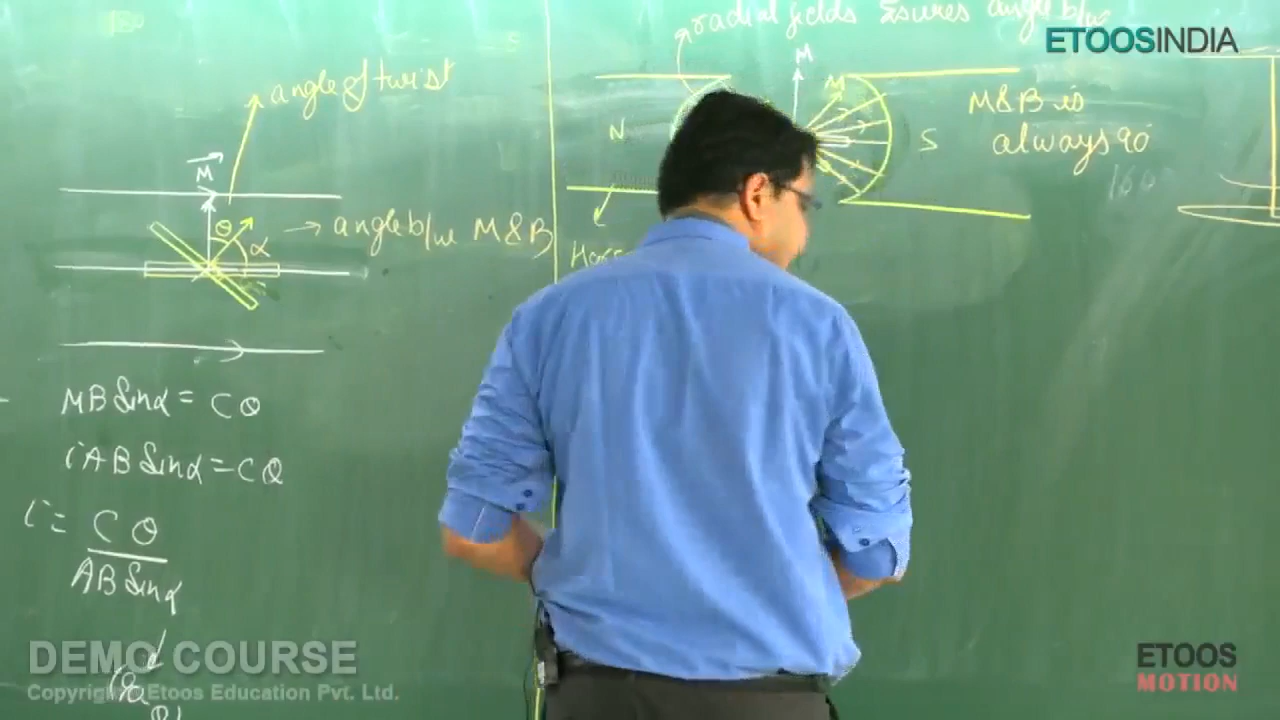 radial fields ensures angle b/w
ETOOSINDIA
angle of twist
M
M
M
N
S
M&B is
always 90
θ
α
→ angle b/w M&B
MB Sinα = Cθ
iAB Sinα = Cθ
i = Cθ
AB Sinα
DEMO COURSE
Copyright Etoos Education Pvt. Ltd.
ETOOS
MOTION